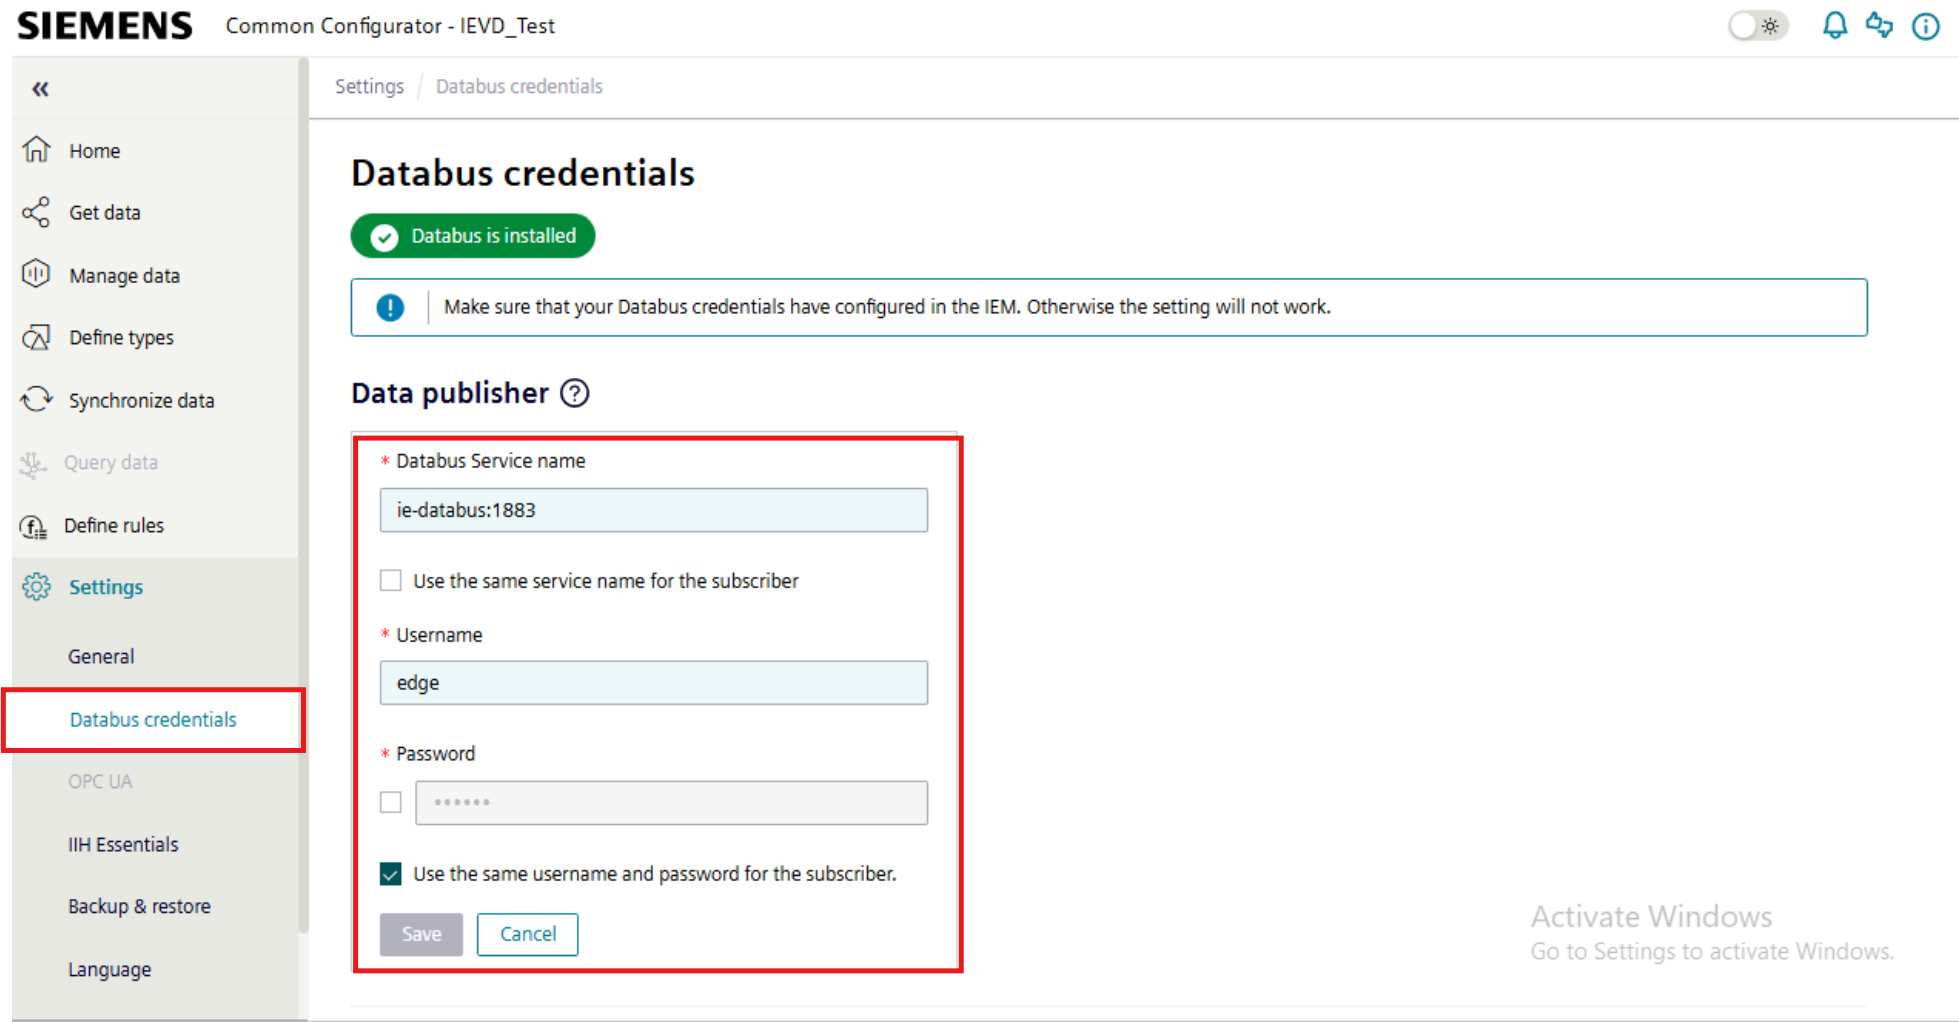 SIEMENS Common Configurator - IEVD_Test
Settings / Databus credentials
Home
Get data
Manage data
Define types
Synchronize data
Query data
Define rules
Settings
General
Databus credentials
OPC UA
IIH Essentials
Backup & restore
Language
Databus credentials
Databus is installed
Make sure that your Databus credentials have configured in the IEM. Otherwise the setting will not work.
Data publisher
* Databus Service name
ie-databus:1883
Use the same service name for the subscriber
* Username
edge
* Password
••••••
Use the same username and password for the subscriber.
Save Cancel
Activate Windows
Go to Settings to activate Windows.